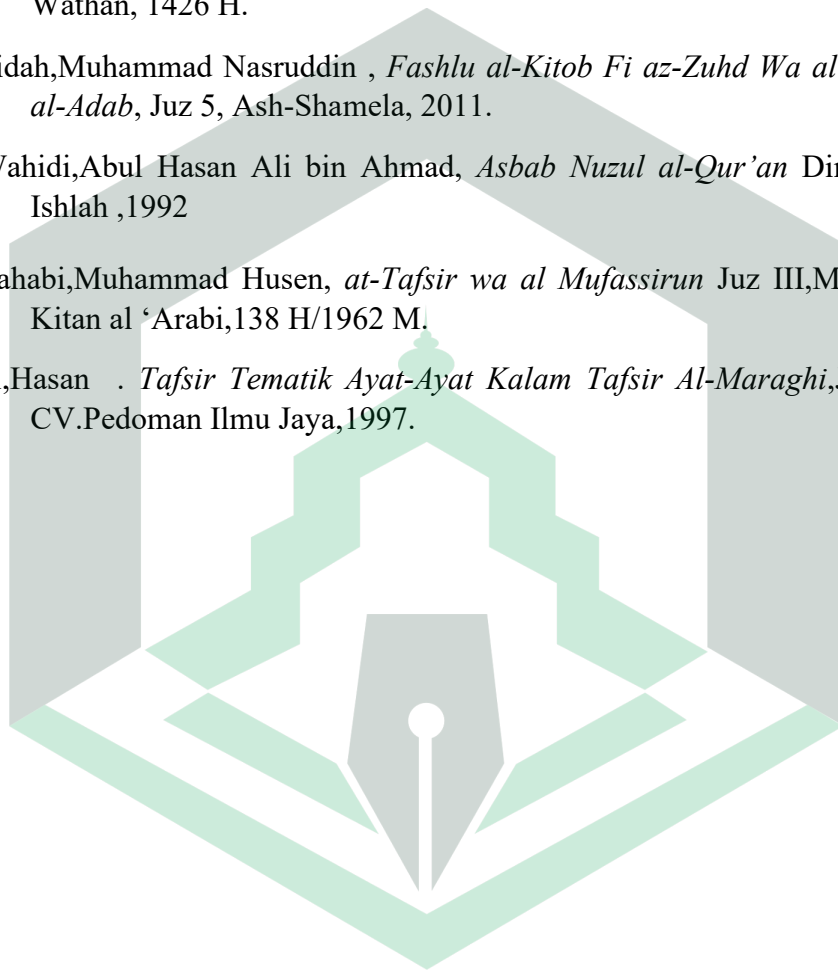 Wathan, 1426 H.
idah,Muhammad Nasruddin , Fashlu al-Kitob Fi az-Zuhd Wa al
al-Adab, Juz 5, Ash-Shamela, 2011.
Vahidi,Abul Hasan Ali bin Ahmad, Asbab Nuzul al-Qur’an Dir
Ishlah ,1992
ahabi,Muhammad Husen, at-Tafsir wa al Mufassirun Juz III,M
Kitan al ‘Arabi,138 H/1962 M.
,Hasan . Tafsir Tematik Ayat-Ayat Kalam Tafsir Al-Maraghi,
CV.Pedoman Ilmu Jaya,1997.